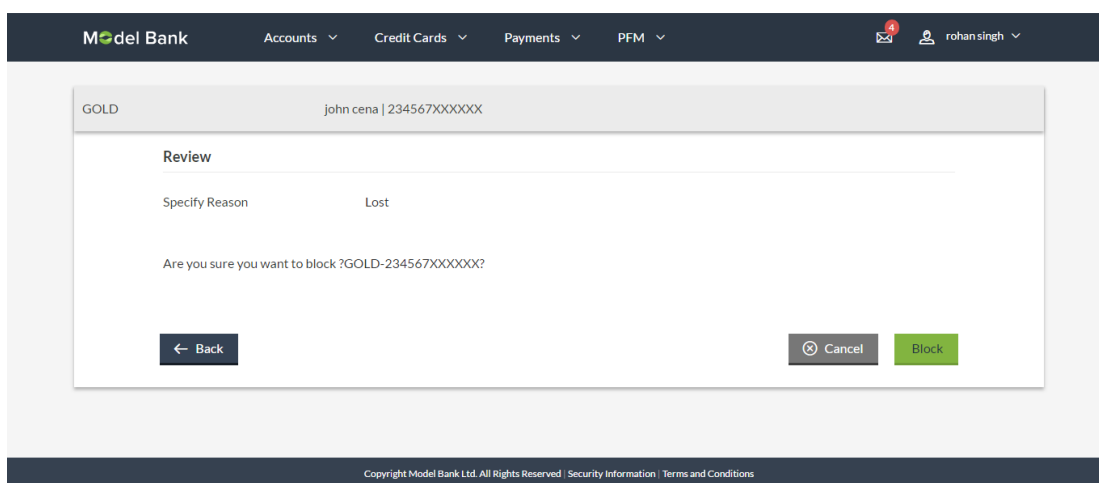 Model Bank Accounts Credit Cards Payments PFM 4 rohan singh
GOLD john cena | 234567XXXXXX
Review
Specify Reason Lost
Are you sure you want to block ?GOLD-234567XXXXXX?
← Back Cancel Block
Copyright Model Bank Ltd. All Rights Reserved | Security Information | Terms and Conditions